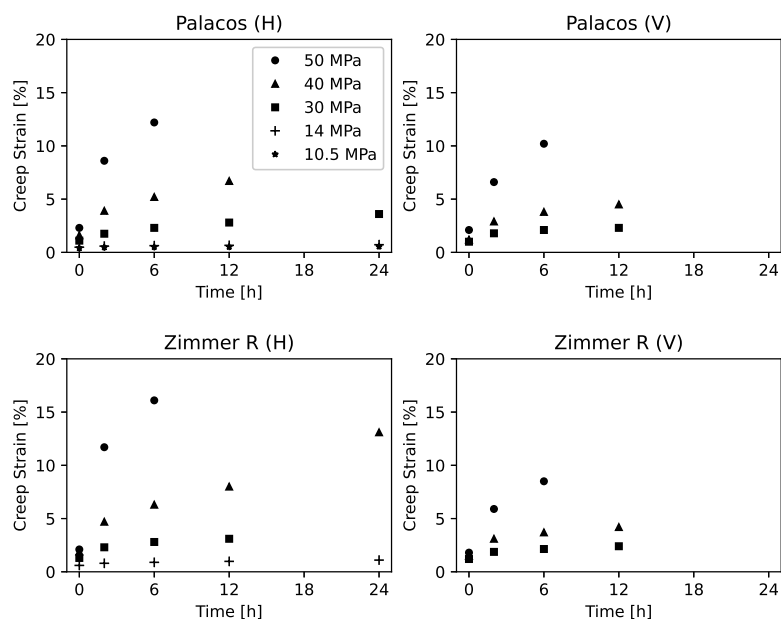 Palacos (H)
Palacos (V)
20
15
10
5
0
Creep Strain [%]
50 MPa
40 MPa
30 MPa
14 MPa
10.5 MPa
0 6 12 18 24
Time [h]
20
15
10
5
0
Creep Strain [%]
0 6 12 18 24
Time [h]
Zimmer R (H)
Zimmer R (V)
20
15
10
5
0
Creep Strain [%]
0 6 12 18 24
Time [h]
20
15
10
5
0
Creep Strain [%]
0 6 12 18 24
Time [h]